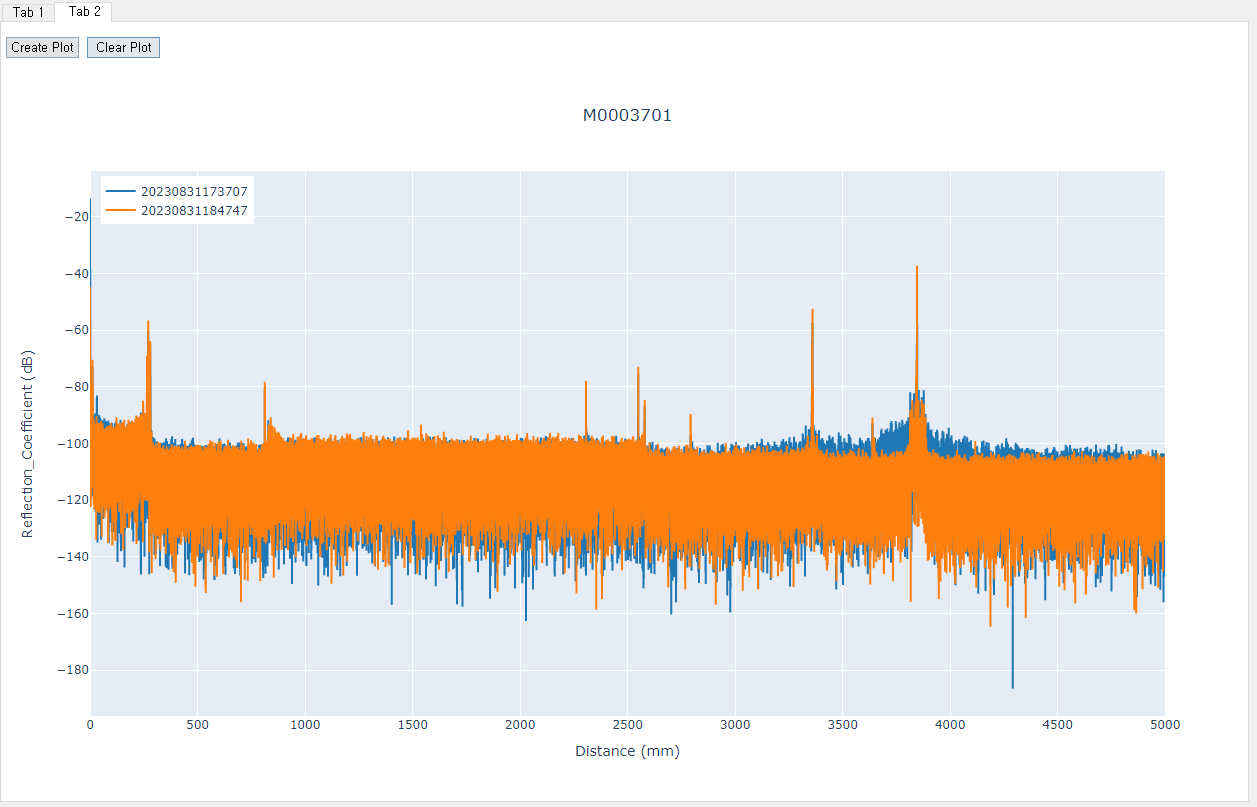 Tab 1 Tab 2
Create Plot Clear Plot
M0003701
20230831173707
20230831184747
−20
−40
−60
−80
−100
−120
−140
−160
−180
Reflection_Coefficient (dB)
0 500 1000 1500 2000 2500 3000 3500 4000 4500 5000
Distance (mm)